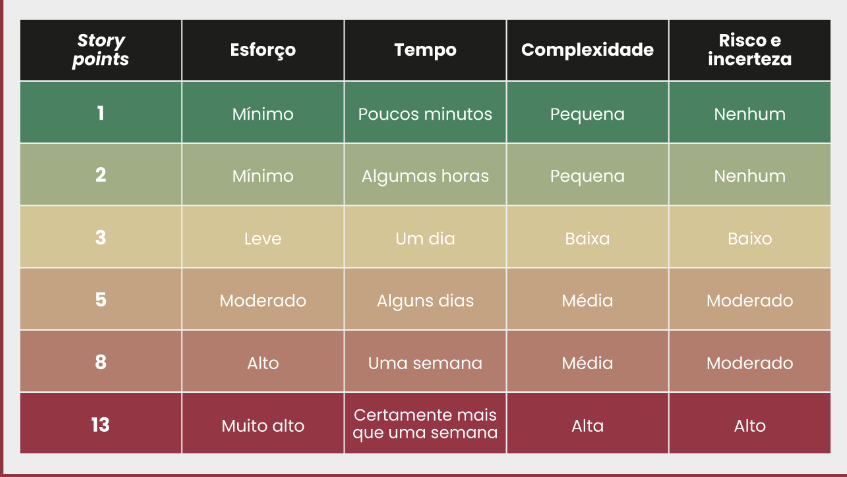 Story
points
Esforço
Tempo
Complexidade
Risco e
incerteza
1
Mínimo
Poucos minutos
Pequena
Nenhum
2
Mínimo
Algumas horas
Pequena
Nenhum
3
Leve
Um dia
Baixa
Baixo
5
Moderado
Alguns dias
Média
Moderado
8
Alto
Uma semana
Média
Moderado
13
Muito alto
Certamente mais
que uma semana
Alta
Alto